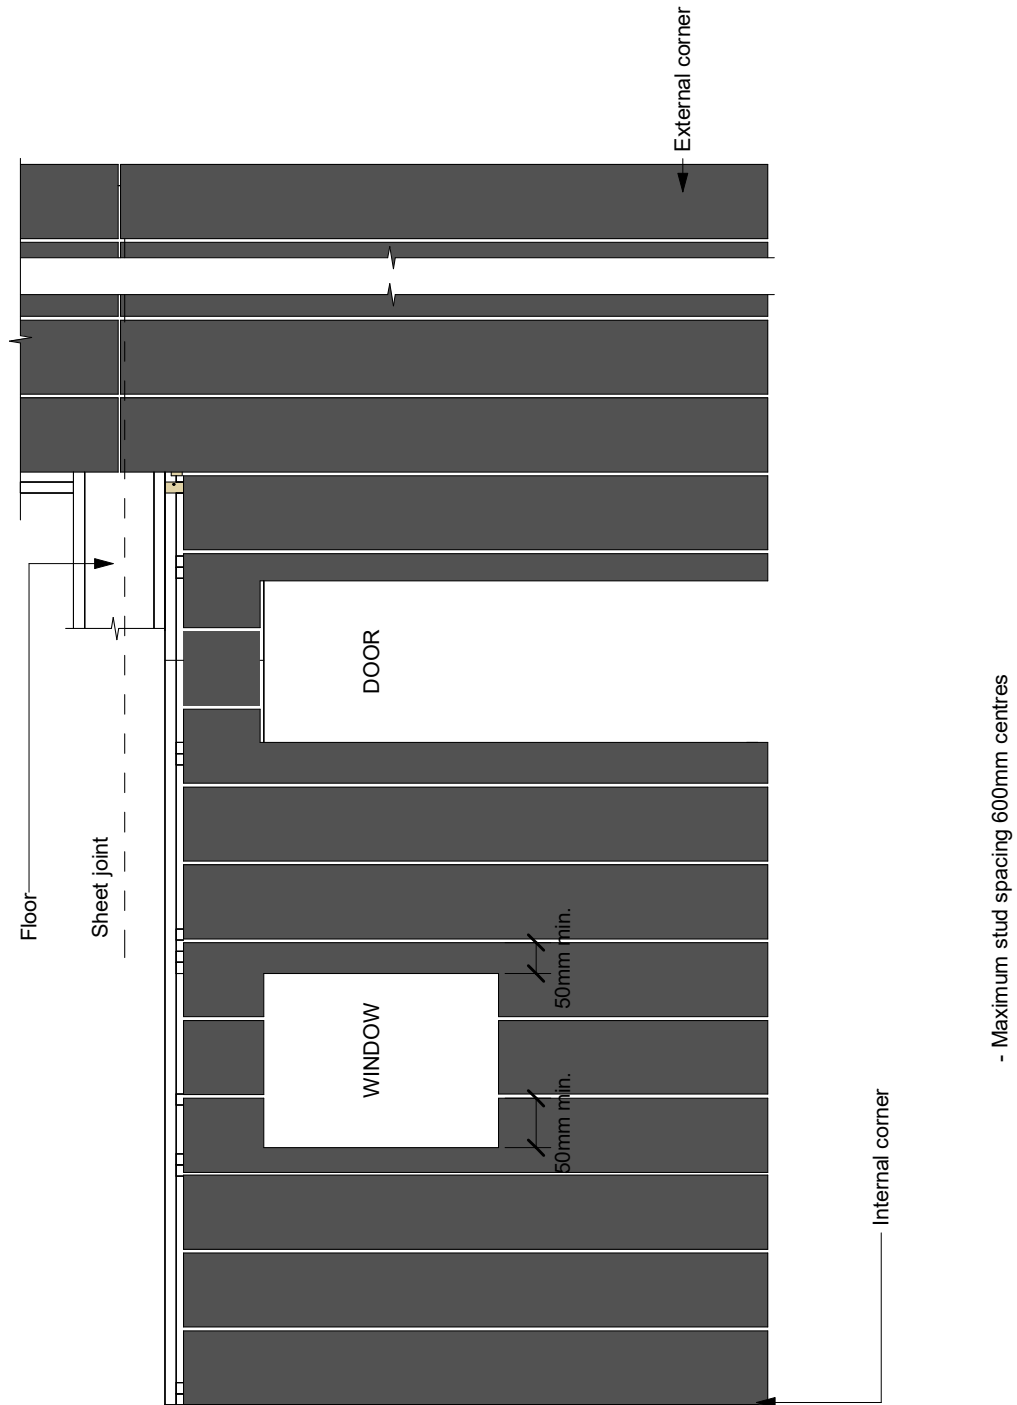 Floor
Sheet joint
External corner
DOOR
WINDOW
50mm min.
50mm min.
Internal corner
- Maximum stud spacing 600mm centres